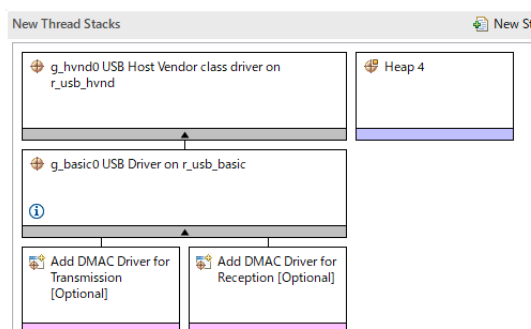 New Thread Stacks
New St
g_hvnd0 USB Host Vendor class driver on
r_usb_hvnd
Heap 4
g_basic0 USB Driver on r_usb_basic
Add DMAC Driver for
Transmission
[Optional]
Add DMAC Driver for
Reception [Optional]